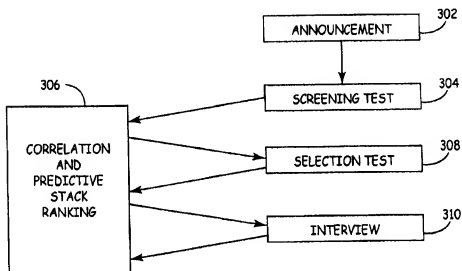 302
ANNOUNCEMENT
306
304
SCREENING TEST
CORRELATION
AND
PREDICTIVE
STACK
RANKING
308
SELECTION TEST
310
INTERVIEW